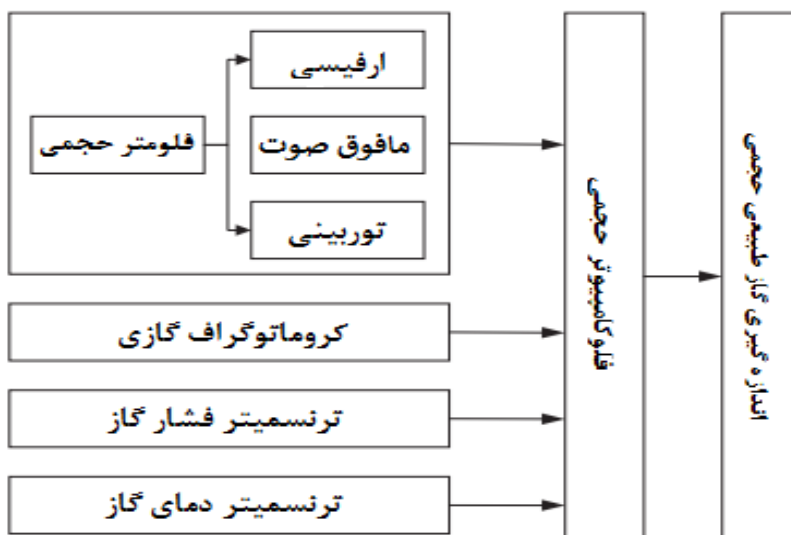 ارفیسی
فلومتر حجمی
مافوق صوت
توربینی
کروماتوگراف گازی
ترنسمیتر فشار گاز
ترنسمیتر دمای گاز
فلوکامپیوتر حجمی
اندازه گیری گاز طبیعی حجمی